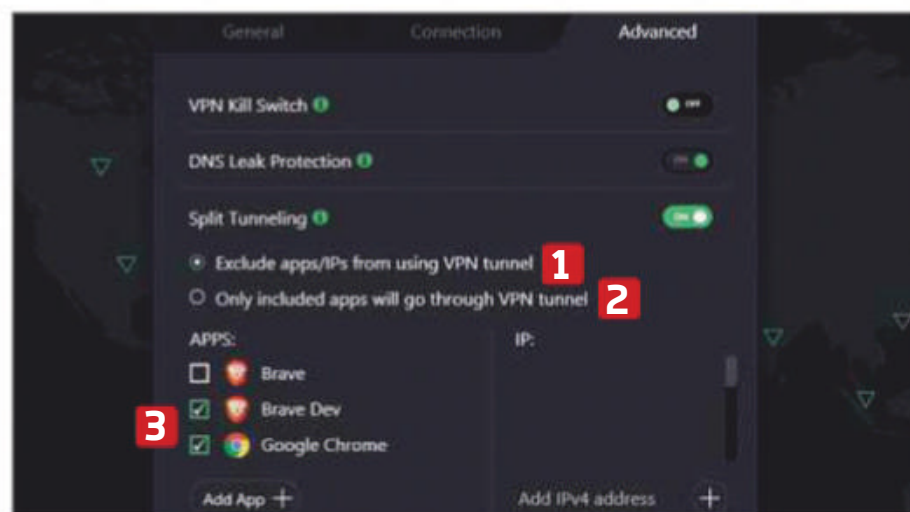 General Connection Advanced
VPN Kill Switch
OFF
DNS Leak Protection
Split Tunneling
ON
Exclude apps/IPs from using VPN tunnel 1
Only included apps will go through VPN tunnel 2
APPS: IP:
Brave
Brave Dev
3
Google Chrome
Add App + Add IPv4 address +